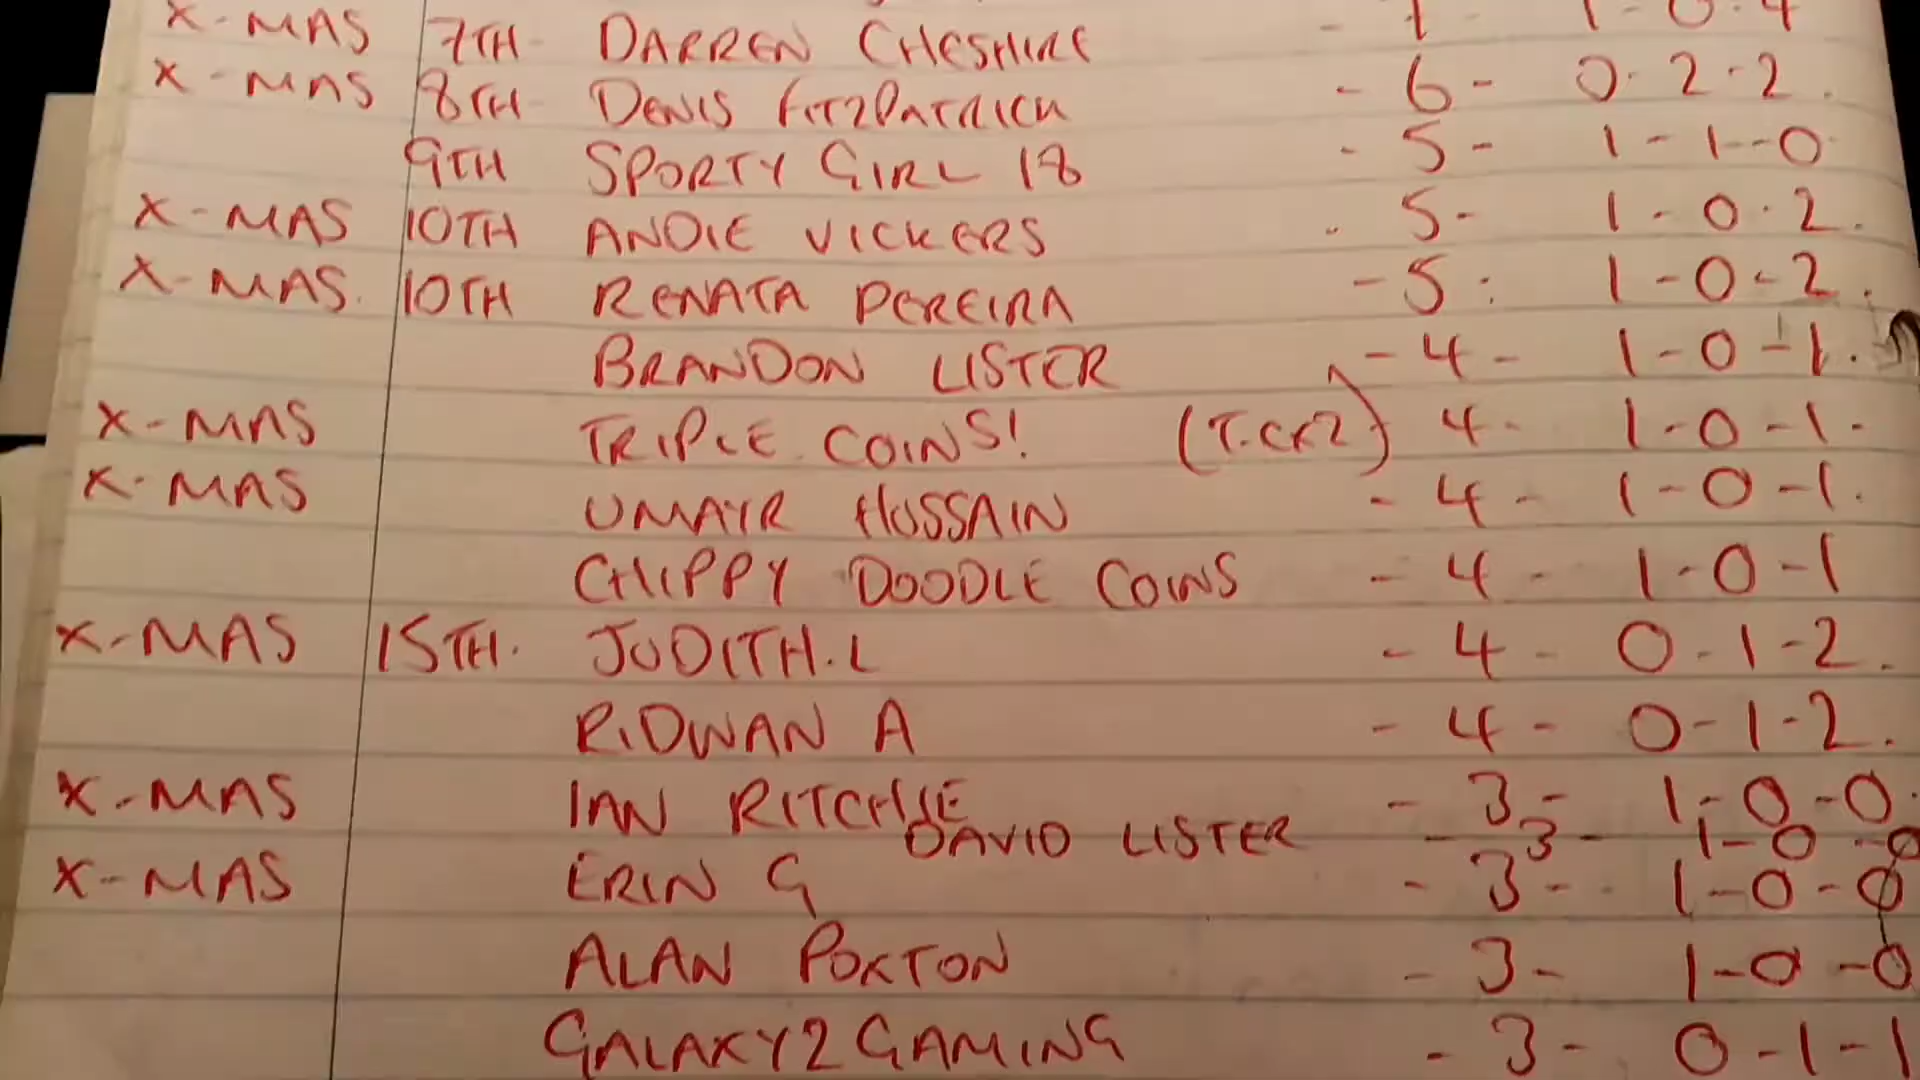 X-MAS 7TH- DARREN CHESHIRE - 7 - 1-0.4
X-MAS 8TH- DENIS FITZPATRICK - 6 - 0.2.2.
9TH SPORTY GIRL 18 - 5 - 1-1-0
X-MAS 10TH ANDIE VICKERS . 5- 1-0.2.
X-MAS. 10TH RENATA PEREIRA - 5 : 1-0-2.
BRANDON LISTER - 4 - 1-0-1.
X-MAS TRIPLE COINS! (T.CR2) 4- 1-0-1-
X-MAS UMAYR HUSSAIN - 4 - 1-0-1.
CHIPPY DOODLE COINS - 4 - 1-0-1
X-MAS 15TH. JUDITH.L - 4 - 0-1-2.
RIDWAN A - 4 - 0-1-2.
X-MAS IAN RITCHIE - 3 - 1-0-0.
DAVID LISTER - 3 - 1-0-0
X-MAS ERIN G - 3 - 1-0-0
ALAN POXTON - 3 - 1-0-0
GALAXY2GAMING - 3 - 0-1-1